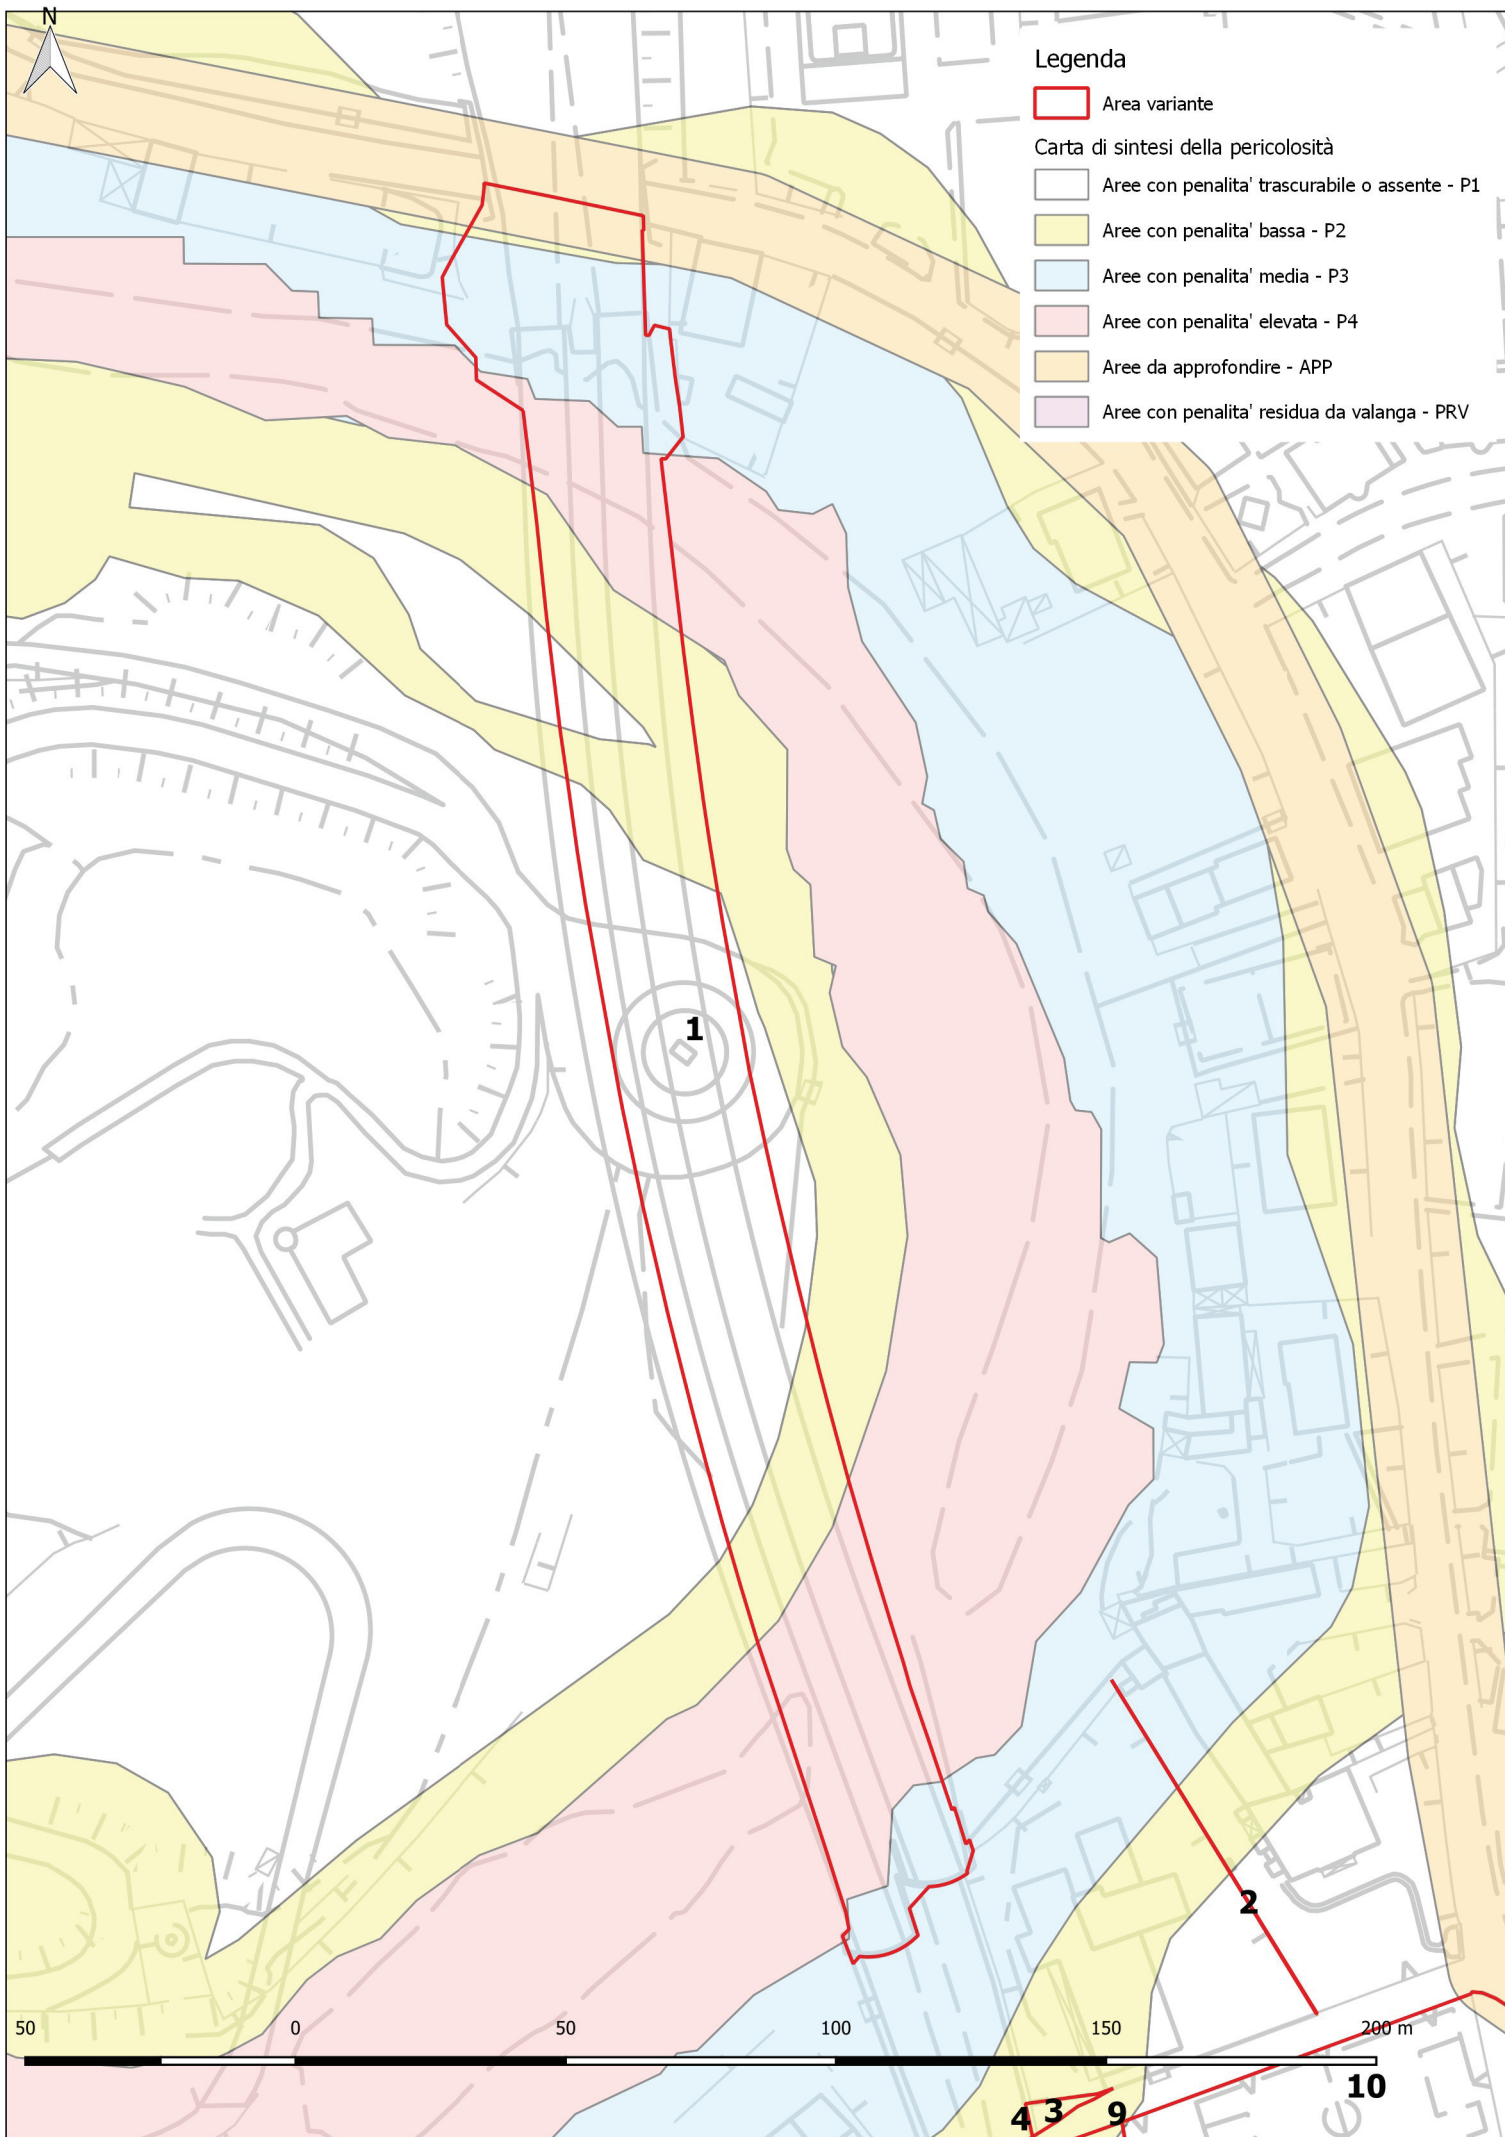 N
Legenda
Area variante
Carta di sintesi della pericolosità
Aree con penalita' trascurabile o assente - P1
Aree con penalita' bassa - P2
Aree con penalita' media - P3
Aree con penalita' elevata - P4
Aree da approfondire - APP
Aree con penalita' residua da valanga - PRV
1
2
50 0 50 100 150 200 m
10
4 3 9